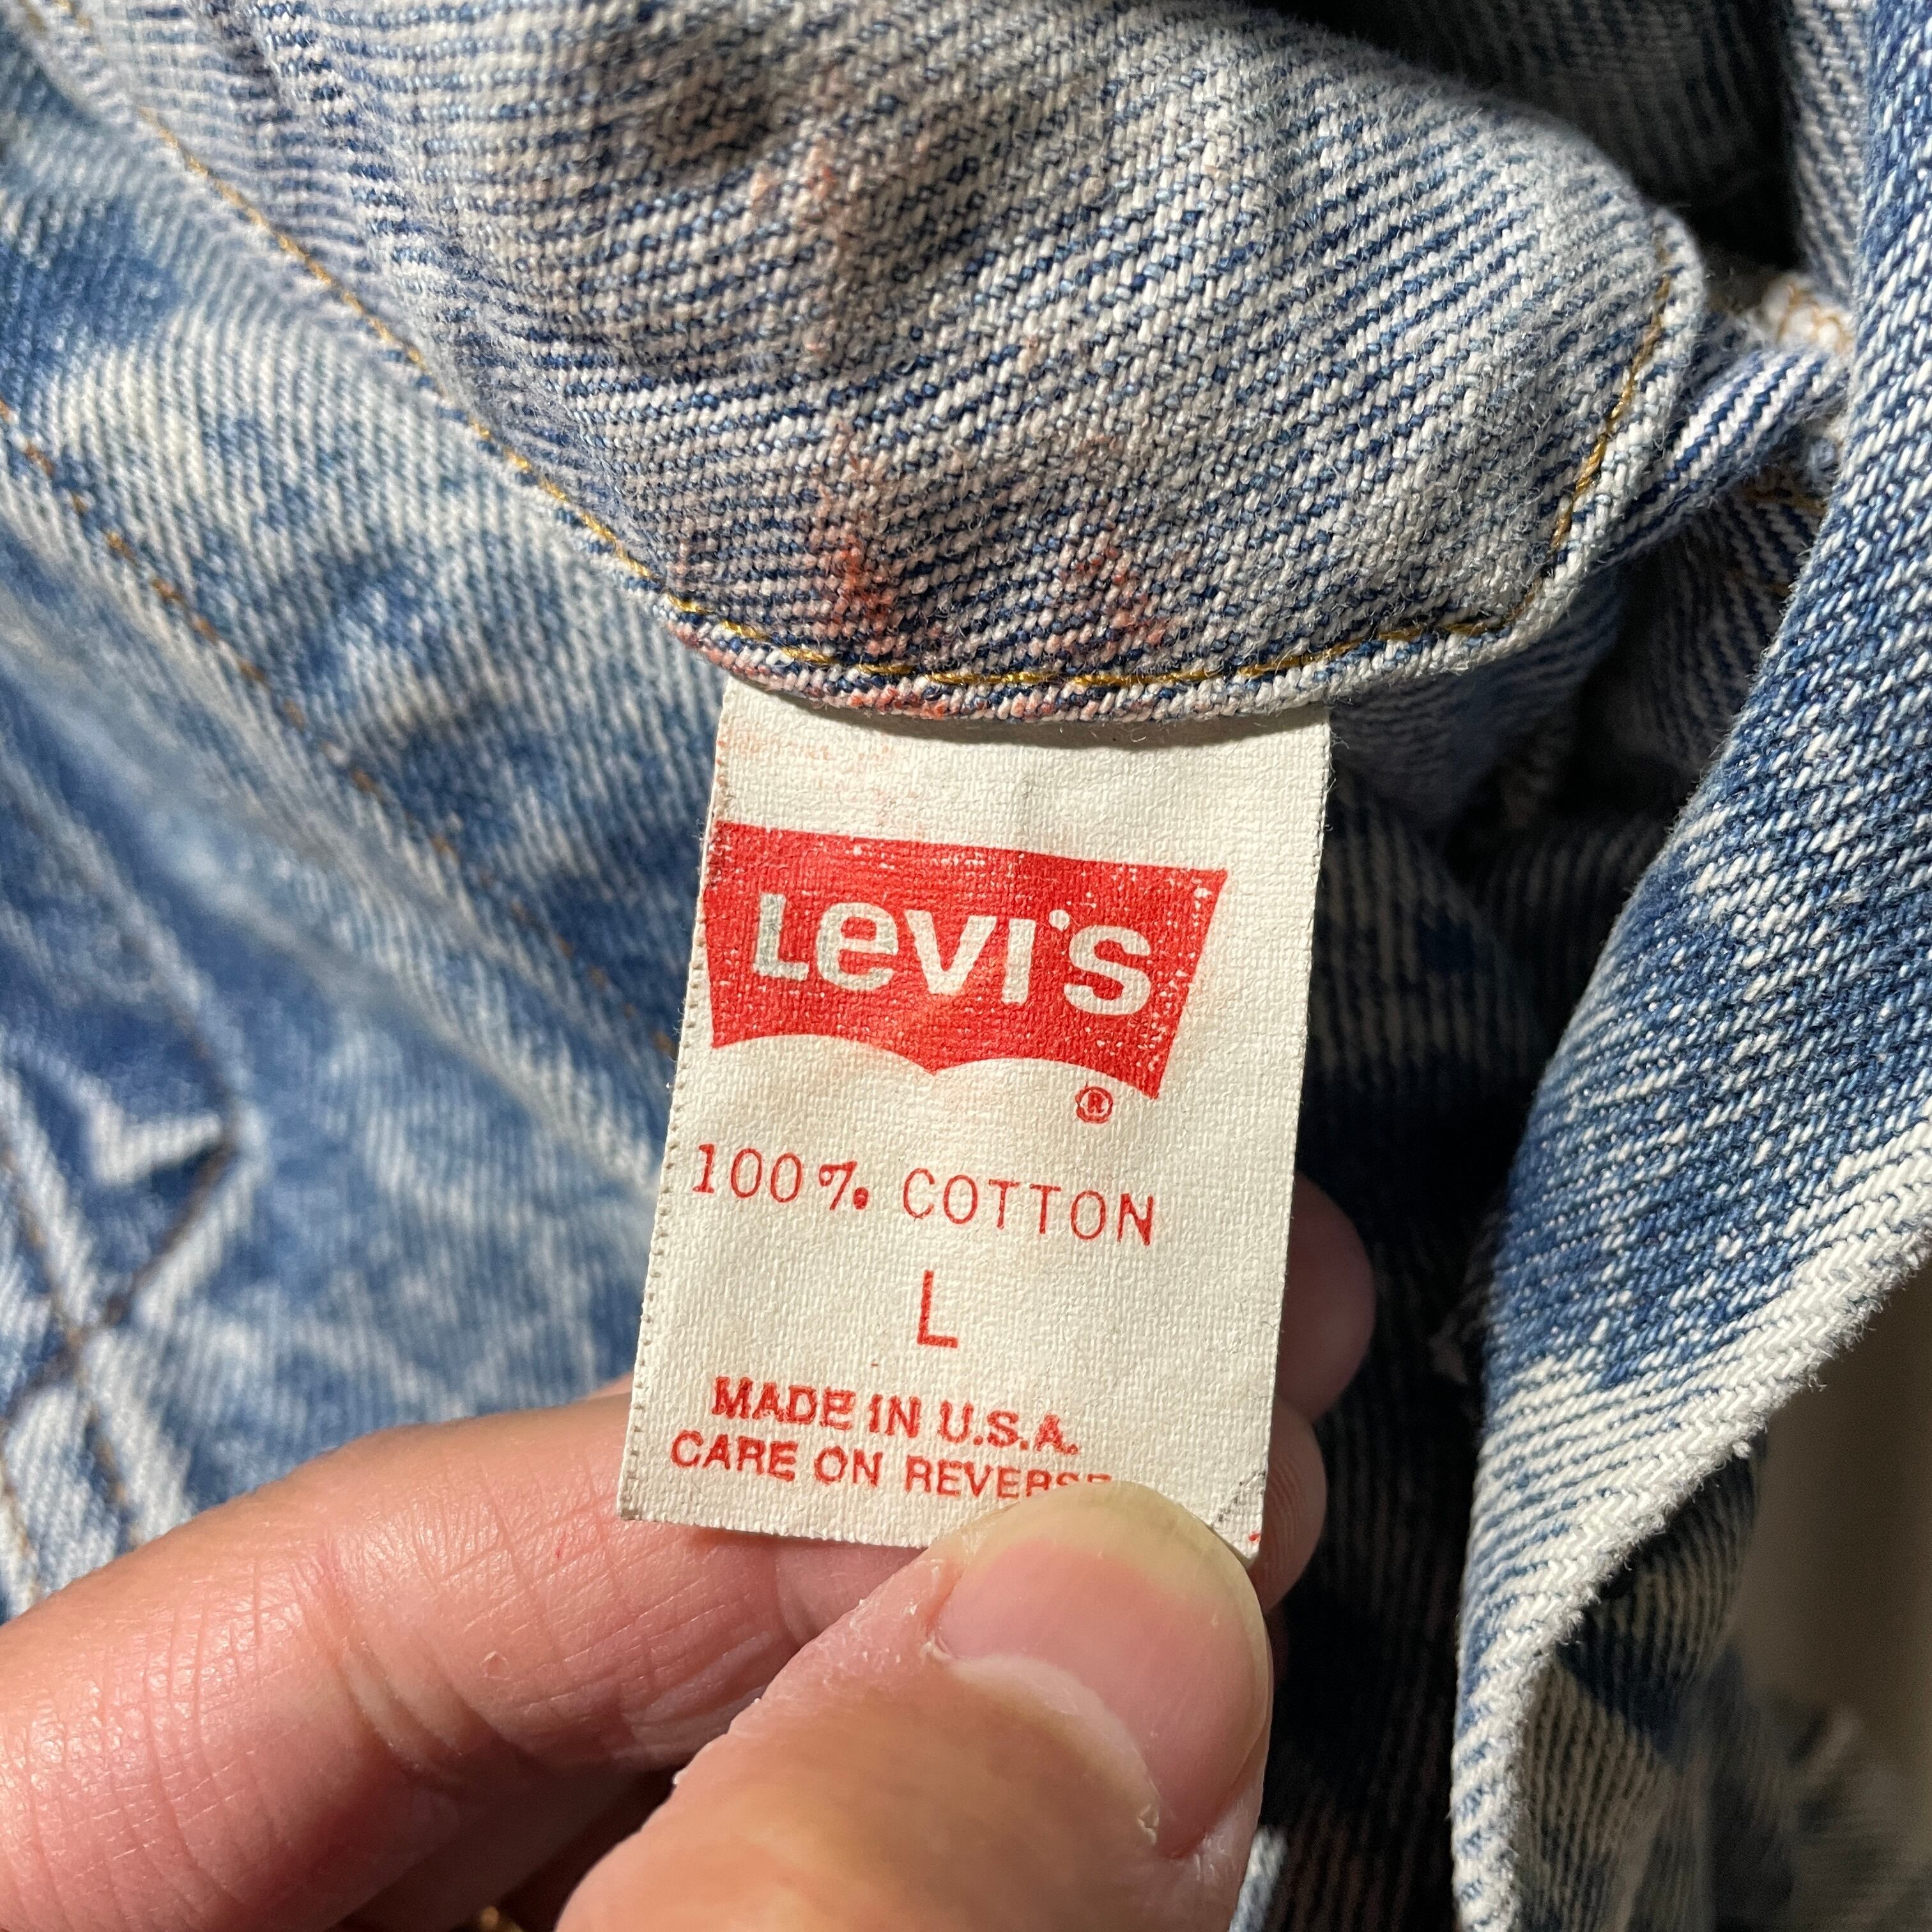 Levi's
®
100% COTTON
L
MADE IN U.S.A.
CARE ON REVERSE